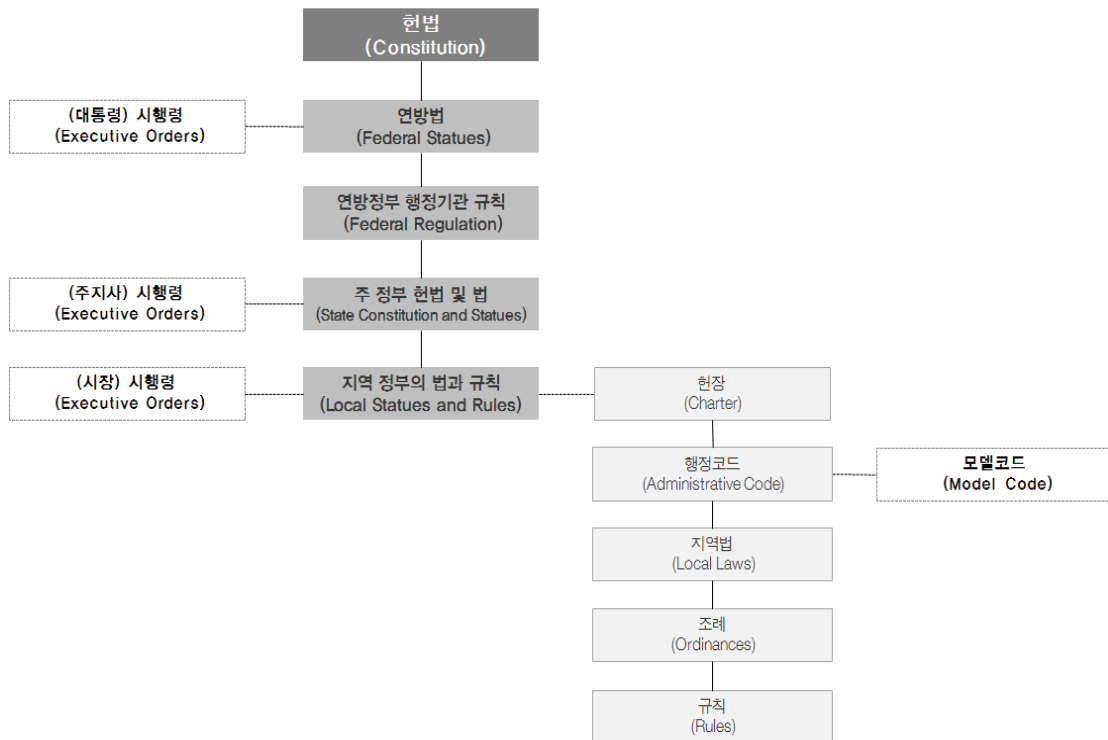 헌법
(Constitution)
(대통령) 시행령
(Executive Orders)
연방법
(Federal Statues)
연방정부 행정기관 규칙
(Federal Regulation)
(주지사) 시행령
(Executive Orders)
주 정부 헌법 및 법
(State Constitution and Statues)
(시장) 시행령
(Executive Orders)
지역 정부의 법과 규칙
(Local Statues and Rules)
헌장
(Charter)
행정코드
(Administrative Code)
모델코드
(Model Code)
지역법
(Local Laws)
조례
(Ordinances)
규칙
(Rules)